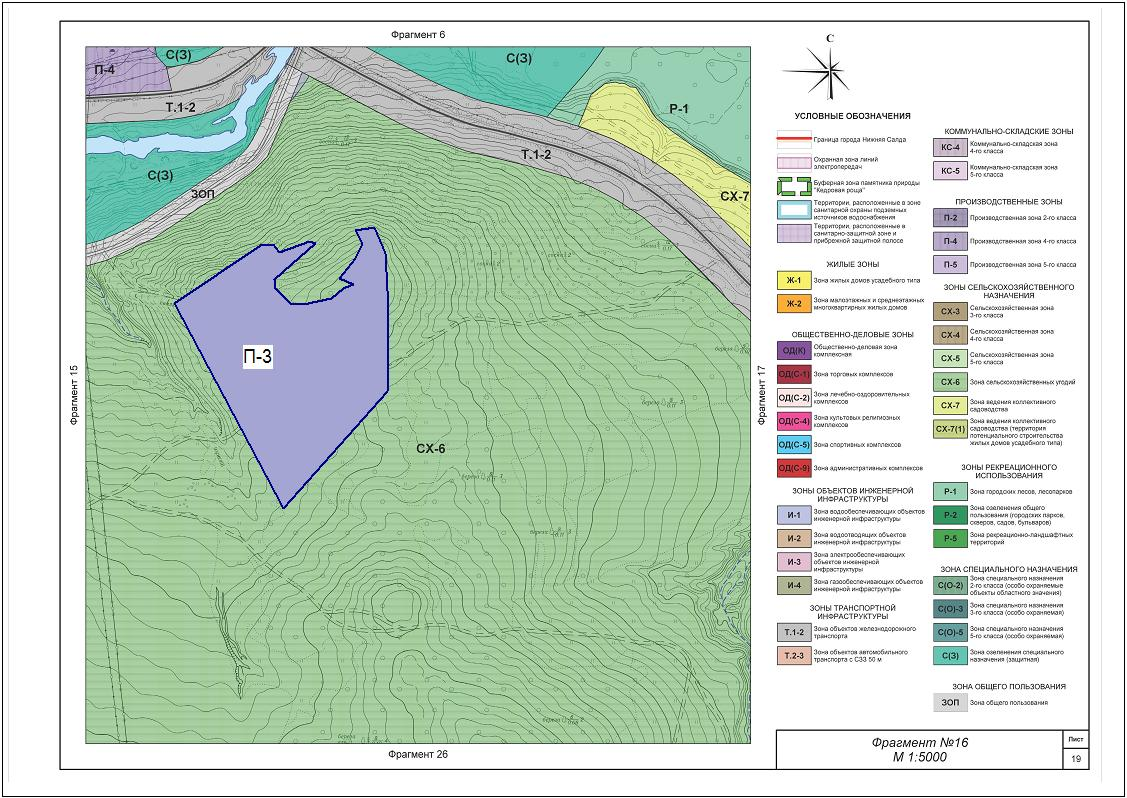 Фрагмент 6
С
П-4
С(З)
С(З)
Т.1-2
Р-1
Т.1-2
С(З)
ЗОП
СХ-7
П-3
СХ-6
Фрагмент 15
Фрагмент 17
Фрагмент 26
УСЛОВНЫЕ ОБОЗНАЧЕНИЯ
Граница города Нижняя Салда
Охранная зона линий
электропередач
Буферная зона памятника природы
"Кедровая роща"
Территории, расположенные в зоне
санитарной охраны подземных
источников водоснабжения
Территории, расположенные в
санитарно-защитной зоне и
прибрежной защитной полосе
ЖИЛЫЕ ЗОНЫ
Ж-1 Зона жилых домов усадебного типа
Ж-2 Зона малоэтажных и среднеэтажных
многоквартирных жилых домов
ОБЩЕСТВЕННО-ДЕЛОВЫЕ ЗОНЫ
ОД(К) Общественно-деловая зона
комплексная
ОД(С-1) Зона торговых комплексов
ОД(С-2) Зона лечебно-оздоровительных
комплексов
ОД(С-4) Зона культовых религиозных
комплексов
ОД(С-5) Зона спортивных комплексов
ОД(С-9) Зона административных комплексов
ЗОНЫ ОБЪЕКТОВ ИНЖЕНЕРНОЙ
ИНФРАСТРУКТУРЫ
И-1 Зона водообеспечивающих объектов
инженерной инфраструктуры
И-2 Зона водоотводящих объектов
инженерной инфраструктуры
И-3 Зона электрообеспечивающих
объектов инженерной
инфраструктуры
И-4 Зона газообеспечивающих объектов
инженерной инфраструктуры
ЗОНЫ ТРАНСПОРТНОЙ
ИНФРАСТРУКТУРЫ
Т.1-2 Зона объектов железнодорожного
транспорта
Т.2-3 Зона объектов автомобильного
транспорта с СЗЗ 50 м
КОММУНАЛЬНО-СКЛАДСКИЕ ЗОНЫ
КС-4 Коммунально-складская зона
4-го класса
КС-5 Коммунально-складская зона
5-го класса
ПРОИЗВОДСТВЕННЫЕ ЗОНЫ
П-2 Производственная зона 2-го класса
П-4 Производственная зона 4-го класса
П-5 Производственная зона 5-го класса
ЗОНЫ СЕЛЬСКОХОЗЯЙСТВЕННОГО
НАЗНАЧЕНИЯ
СХ-3 Сельскохозяйственная зона
3-го класса
СХ-4 Сельскохозяйственная зона
4-го класса
СХ-5 Сельскохозяйственная зона
5-го класса
СХ-6 Зона сельскохозяйственных угодий
СХ-7 Зона ведения коллективного
садоводства
СХ-7(1) Зона ведения коллективного
садоводства (территория
потенциального строительства
жилых домов усадебного типа)
ЗОНЫ РЕКРЕАЦИОННОГО
ИСПОЛЬЗОВАНИЯ
Р-1 Зона городских лесов, лесопарков
Р-2 Зона озеленения общего
пользования (городских парков,
скверов, садов, бульваров)
Р-5 Зона рекреационно-ландшафтных
территорий
ЗОНА СПЕЦИАЛЬНОГО НАЗНАЧЕНИЯ
С(О-2) Зона специального назначения
2-го класса (особо охраняемые
объекты областного значения)
С(О)-3 Зона специального назначения
3-го класса (особо охраняемая)
С(О)-5 Зона специального назначения
5-го класса (особо охраняемая)
С(З) Зона озеленения специального
назначения (защитная)
ЗОНА ОБЩЕГО ПОЛЬЗОВАНИЯ
ЗОП Зона общего пользования
Фрагмент №16
М 1:5000
Лист
19